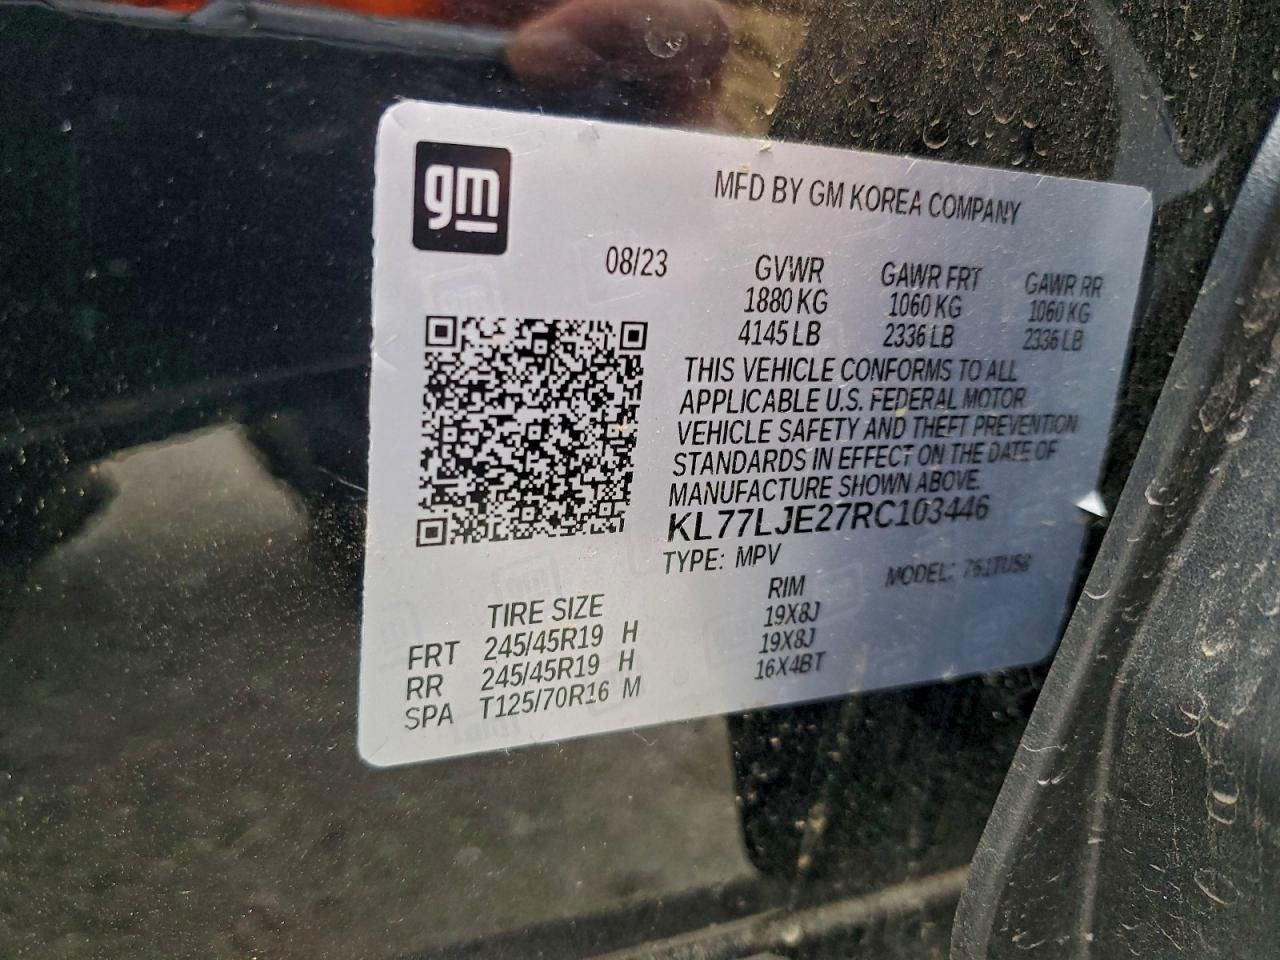 gm
MFD BY GM KOREA COMPANY
08/23
GVWR GAWR FRT GAWR RR
1880 KG 1060 KG 1060 KG
4145 LB 2336 LB 2336 LB
THIS VEHICLE CONFORMS TO ALL
APPLICABLE U.S. FEDERAL MOTOR
VEHICLE SAFETY AND THEFT PREVENTION
STANDARDS IN EFFECT ON THE DATE OF
MANUFACTURE SHOWN ABOVE.
KL77LJE27RC103446
TYPE: MPV MODEL:
TIRE SIZE RIM
FRT 245/45R19 H 19X8J
RR 245/45R19 H 19X8J
SPA T125/70R16 M 16X4BT